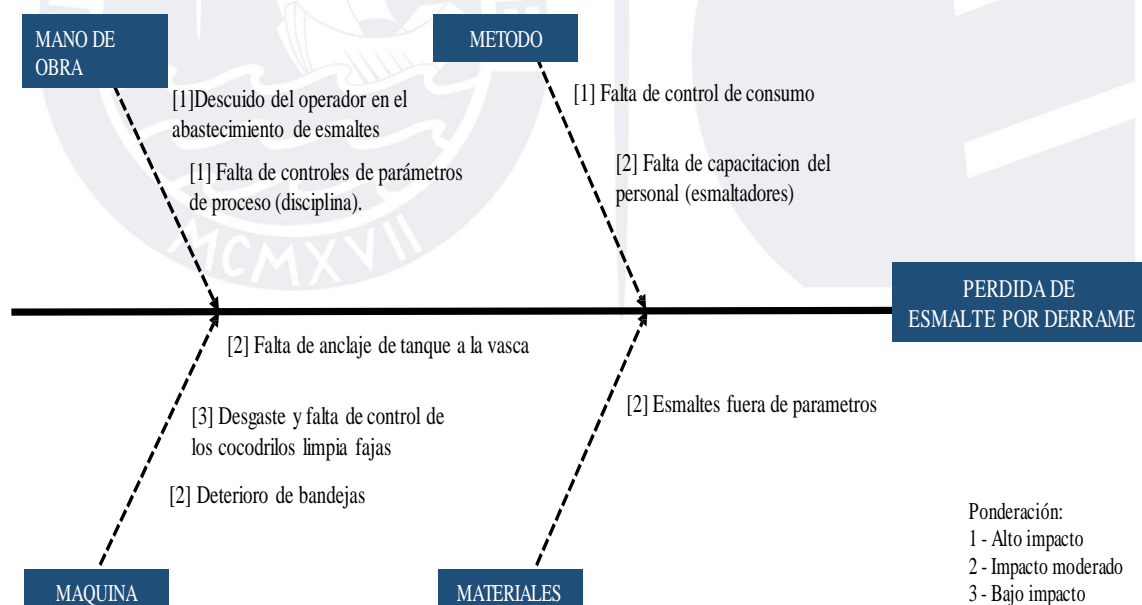 MANO DE
OBRA
METODO
[1]Descuido del operador en el
abastecimiento de esmaltes
[1] Falta de controles de parámetros
de proceso (disciplina).
[1] Falta de control de consumo
[2] Falta de capacitacion del
personal (esmaltadores)
MCMXVII
PERDIDA DE
ESMALTE POR DERRAME
[2] Falta de anclaje de tanque a la vasca
[3] Desgaste y falta de control de
los cocodrilos limpia fajas
[2] Deterioro de bandejas
[2] Esmaltes fuera de parametros
Ponderación:
1 - Alto impacto
2 - Impacto moderado
3 - Bajo impacto
MAQUINA
MATERIALES